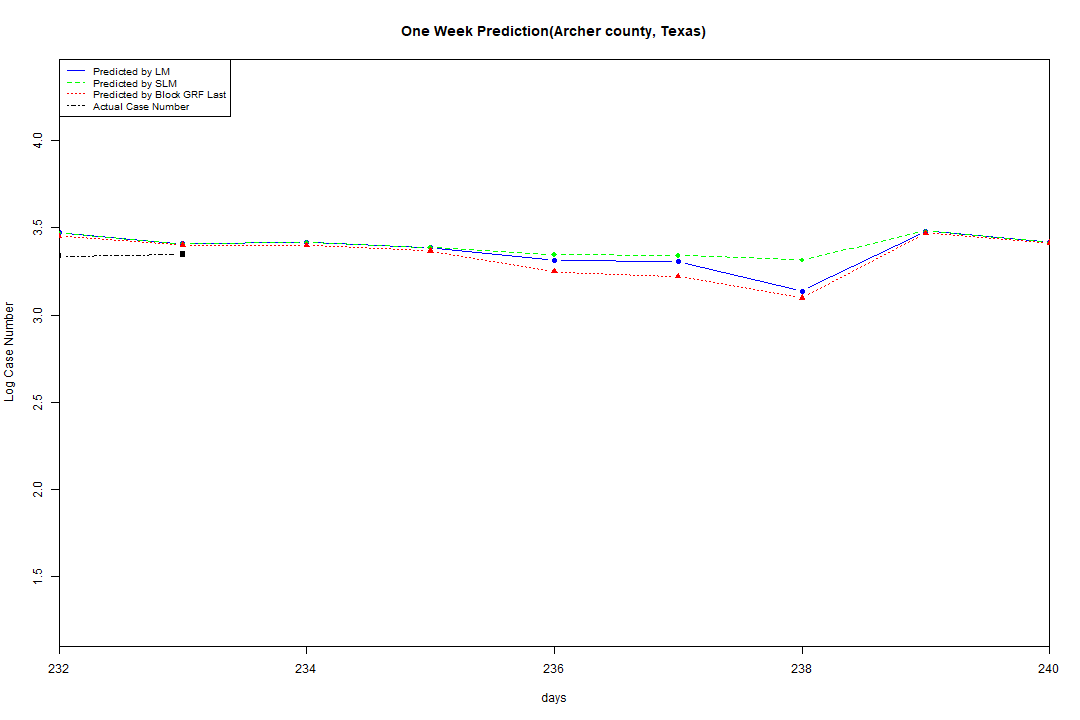 One Week Prediction(Archer county, Texas)
Predicted by LM
Predicted by SLM
Predicted by Block GRF Last
Actual Case Number
4.0
3.5
3.0
2.5
2.0
1.5
Log Case Number
232
234
236
238
240
days